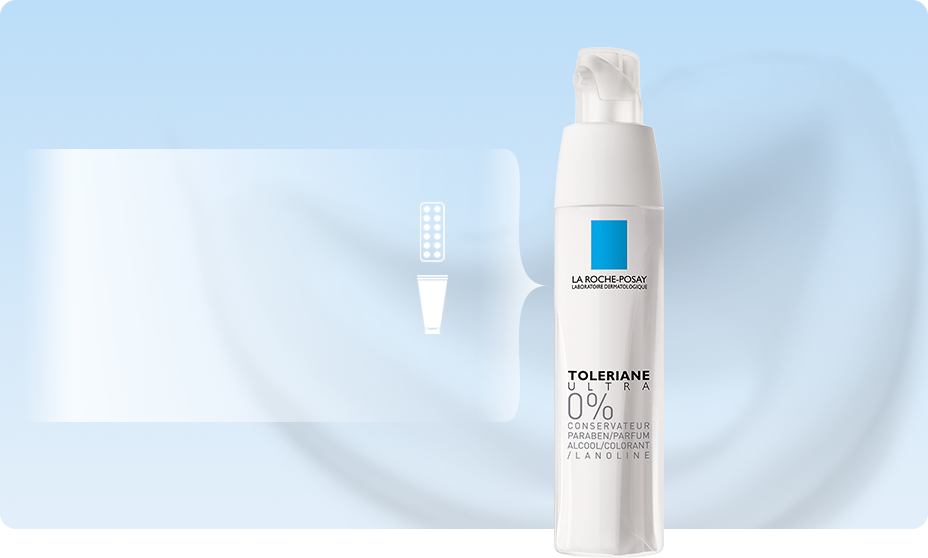 LA ROCHE-POSAY
LABORATOIRE DERMATOLOGIQUE
TOLERIANE
ULTRA
0%
CONSERVATEUR
PARABEN/PARFUM
ALCOOL/COLORANT
/LANOLINE